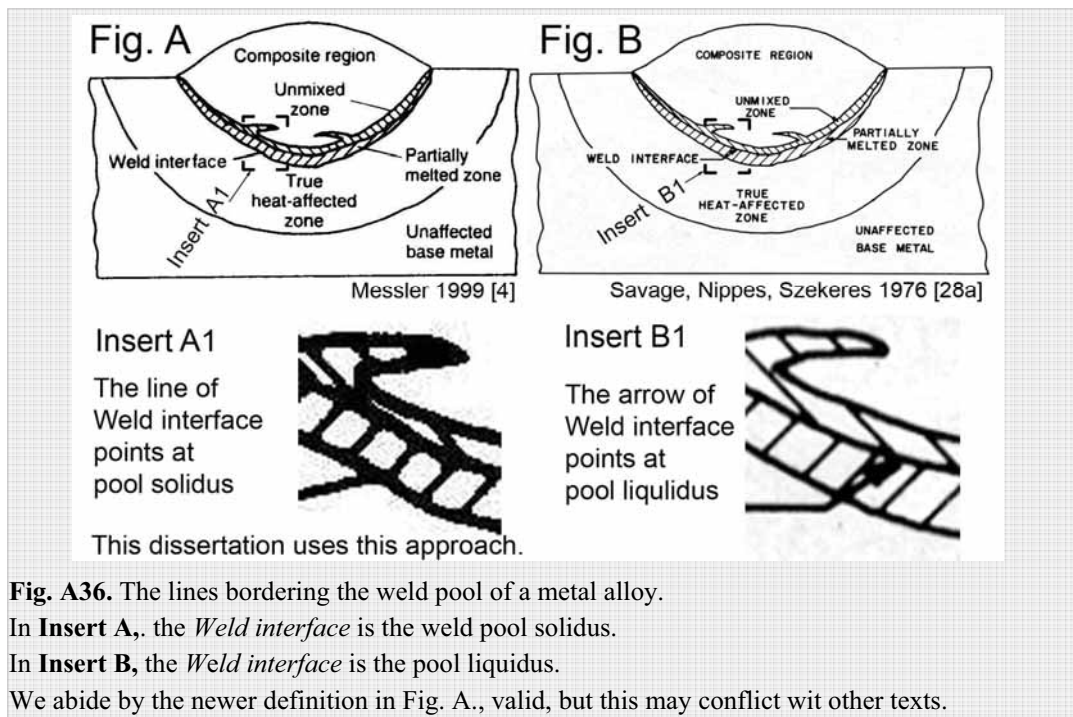 Fig. A
Composite region
Unmixed
zone
Weld interface
Partially
melted zone
True
heat-affected
zone
Insert A1
Unaffected
base metal
Messler 1999 [4]
Fig. B
COMPOSITE REGION
UNMIXED
ZONE
PARTIALLY
MELTED ZONE
WELD INTERFACE
TRUE
HEAT-AFFECTED
ZONE
Insert B1
UNAFFECTED
BASE METAL
Savage, Nippes, Szekeres 1976 [28a]
Insert A1
The line of
Weld interface
points at
pool solidus
This dissertation uses this approach.
Insert B1
The arrow of
Weld interface
points at
pool liqulidus
Fig. A36. The lines bordering the weld pool of a metal alloy.
In Insert A,. the Weld interface is the weld pool solidus.
In Insert B, the Weld interface is the pool liquidus.
We abide by the newer definition in Fig. A., valid, but this may conflict wit other texts.